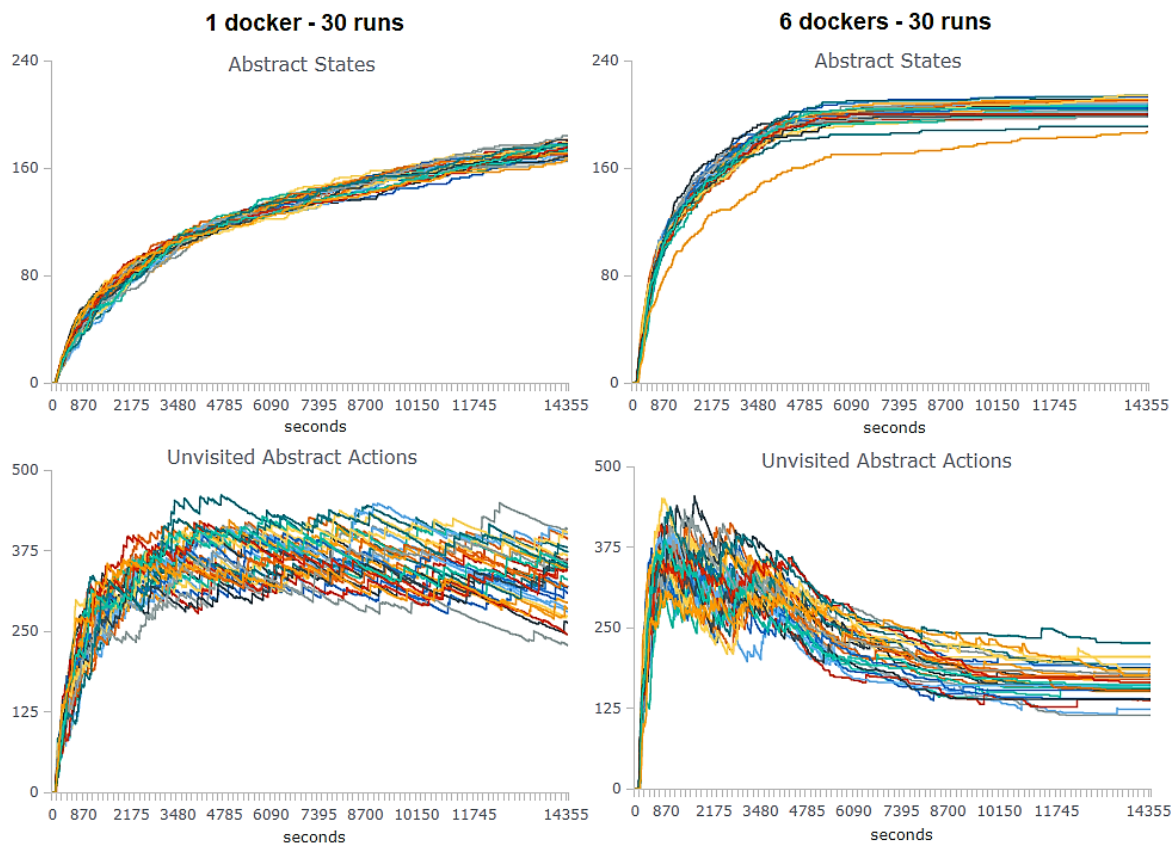 1 docker - 30 runs
Abstract States
240
160
80
0
0 870 2175 3480 4785 6090 7395 8700 10150 11745 14355
seconds
6 dockers - 30 runs
Abstract States
240
160
80
0
0 870 2175 3480 4785 6090 7395 8700 10150 11745 14355
seconds
Unvisited Abstract Actions
500
375
250
125
0
0 870 2175 3480 4785 6090 7395 8700 10150 11745 14355
seconds
Unvisited Abstract Actions
500
375
250
125
0
0 870 2175 3480 4785 6090 7395 8700 10150 11745 14355
seconds